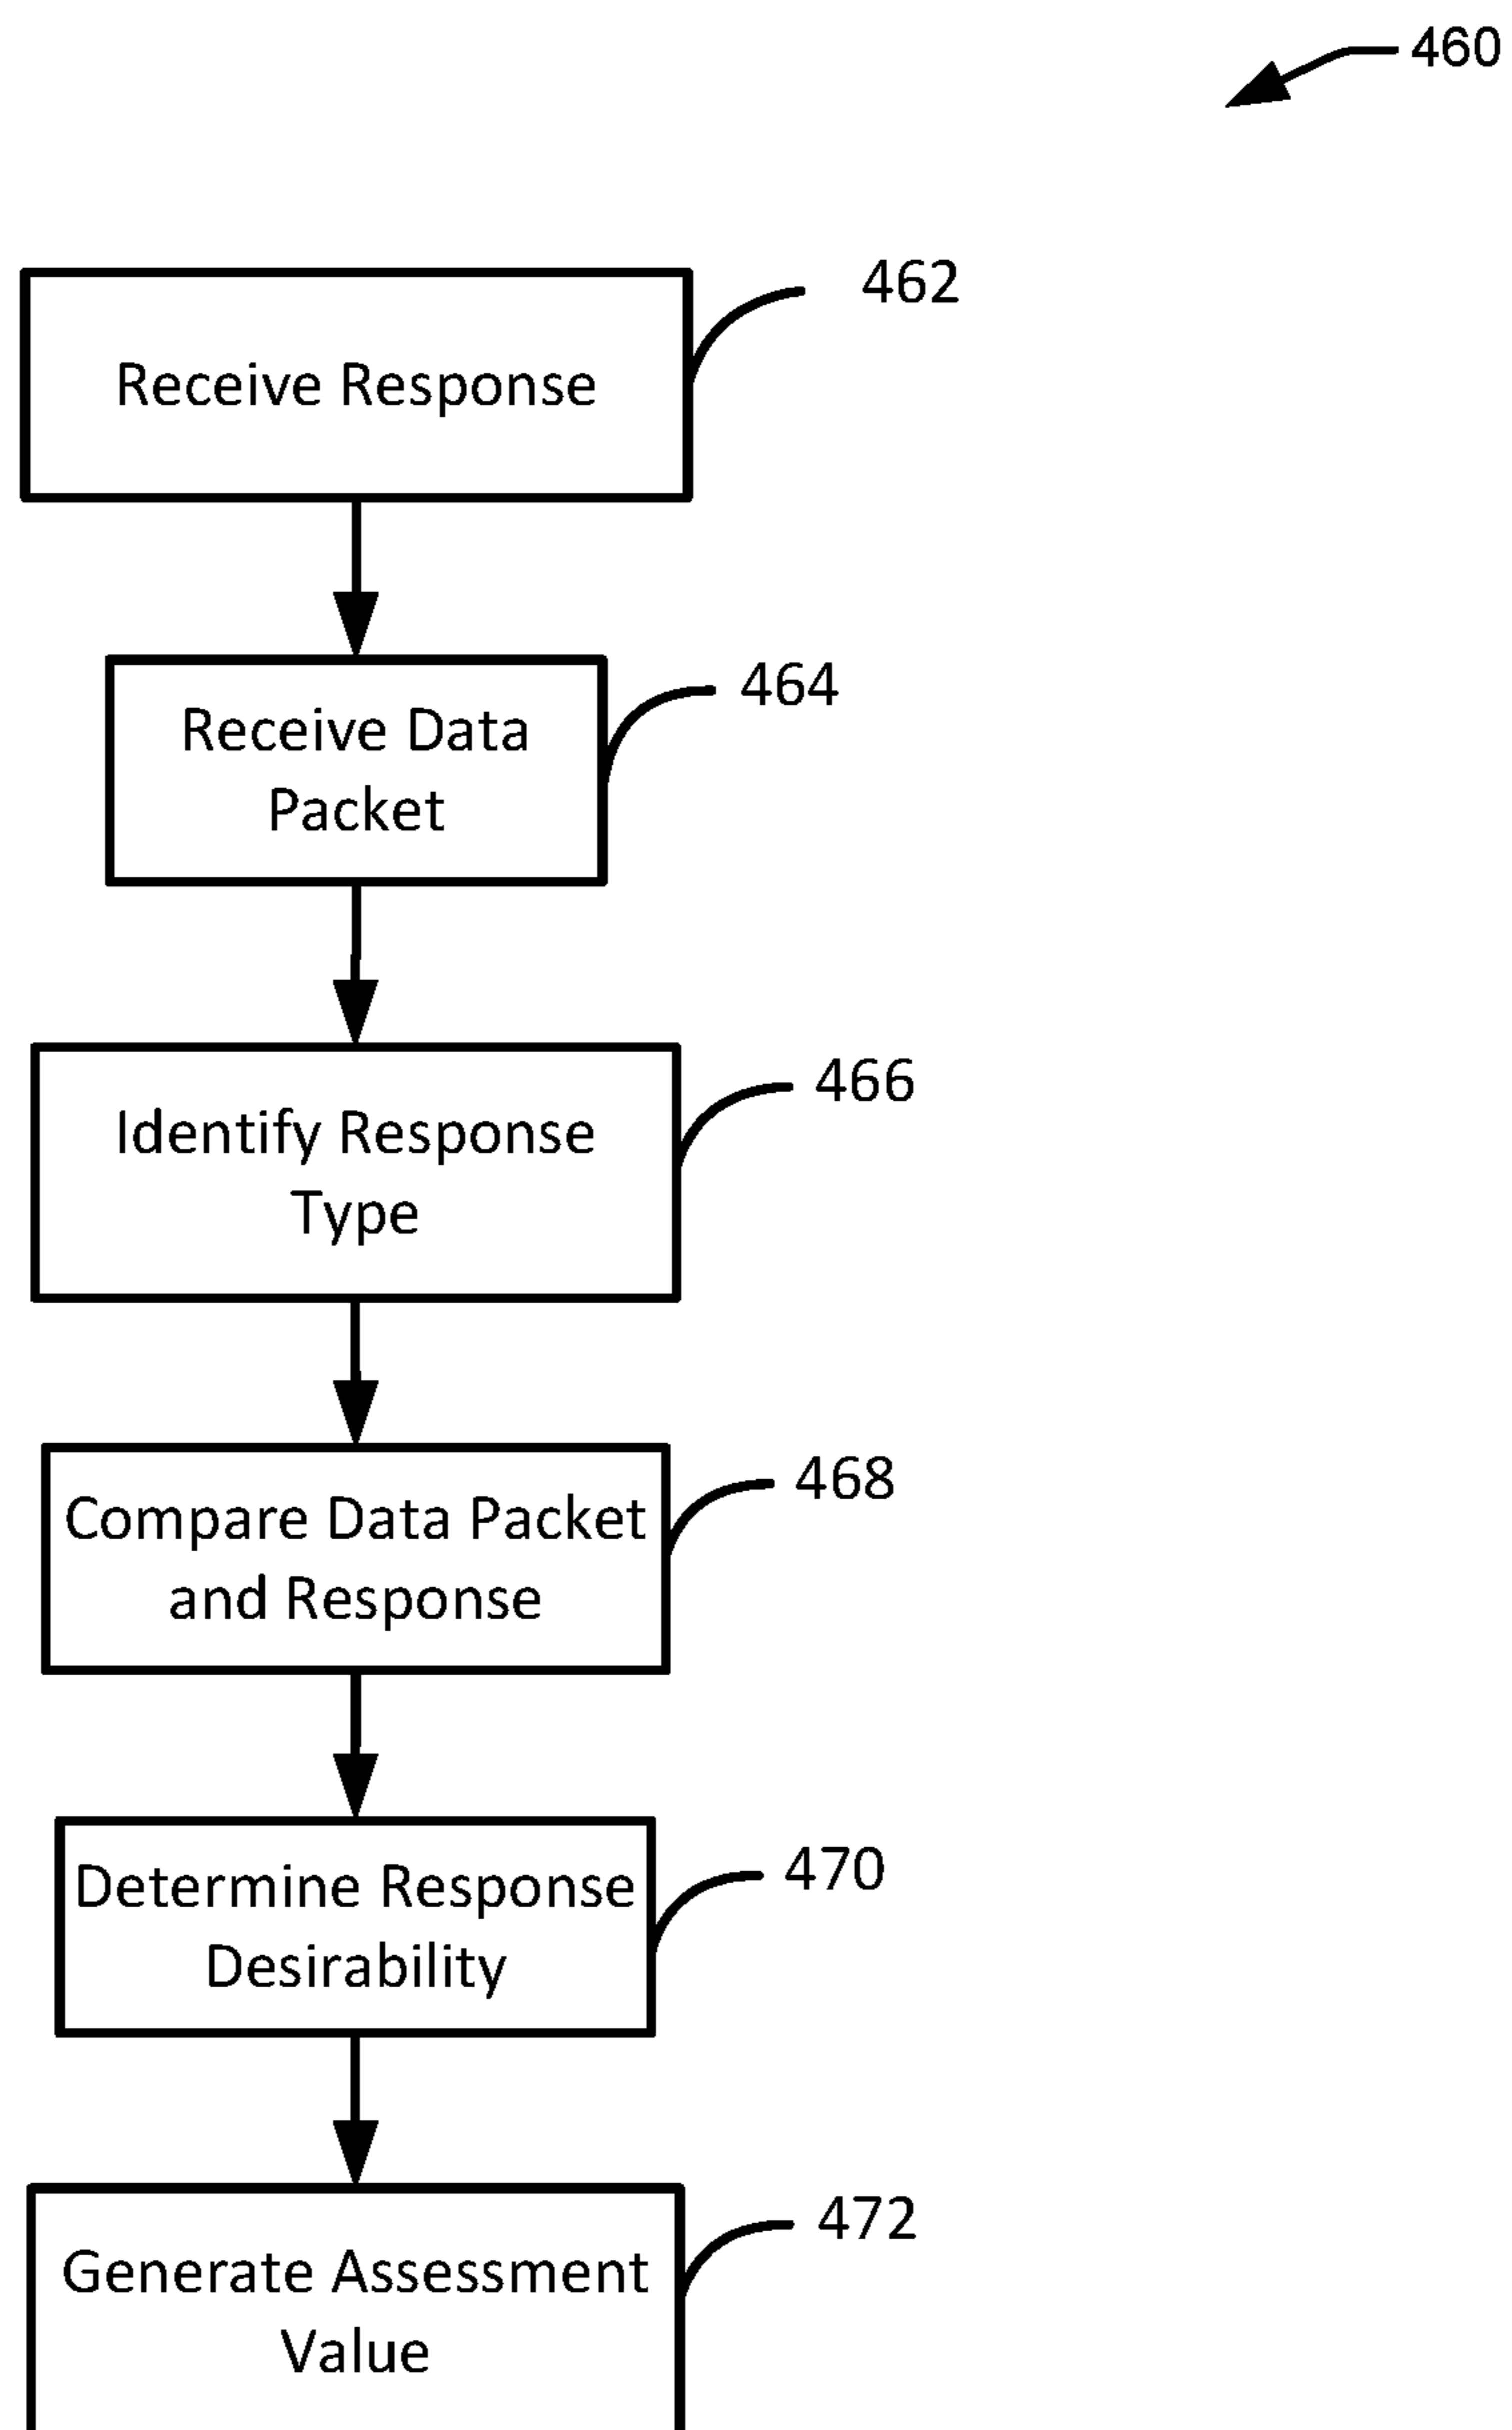 460
462
Receive Response
464
Receive Data
Packet
466
Identify Response
Type
468
Compare Data Packet
and Response
470
Determine Response
Desirability
472
Generate Assessment
Value